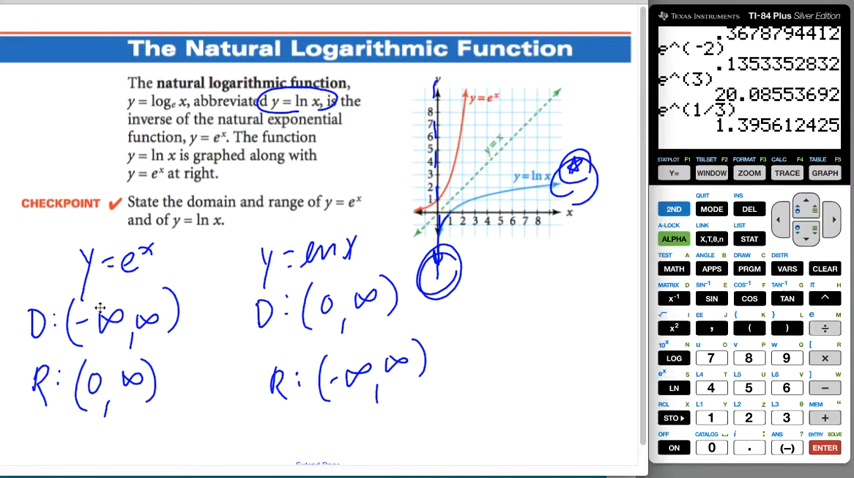 The Natural Logarithmic Function
The natural logarithmic function,
y = logₑ x, abbreviated y = ln x, is the
inverse of the natural exponential
function, y = eˣ. The function
y = ln x is graphed along with
y = eˣ at right.
CHECKPOINT ✔ State the domain and range of y = eˣ
and of y = ln x.
y
y = eˣ
y = x
y = ln x
x
8
7
6
5
4
3
2
1
1 2 3 4 5 6 7 8
y = eˣ
D: (-∞, ∞)
R: (0, ∞)
y = ln x
D: (0, ∞)
R: (-∞, ∞)
TEXAS INSTRUMENTS TI-84 Plus Silver Edition
.3678794412
e^(-2)
.1353352832
e^(3)
20.08553692
e^(1/3)
1.395612425
STATPLOT F1 TBLSET F2 FORMAT F3 CALC F4 TABLE F5
Y= WINDOW ZOOM TRACE GRAPH
QUIT INS
2ND MODE DEL
A-LOCK LINK LIST
ALPHA X,T,θ,n STAT
TEST A ANGLE B DRAW C DISTR
MATH APPS PRGM VARS CLEAR
MATRIX D SIN⁻¹ E COS⁻¹ F TAN⁻¹ G π H
x⁻¹ SIN COS TAN ^
√ I EE J { K } L e M
x² , ( ) ÷
10ˣ N u O v P w Q [ R
LOG 7 8 9 ×
eˣ S L4 T L5 U L6 V ] W
LN 4 5 6 −
RCL X L1 Y L2 Z L3 θ MEM "
STO▸ 1 2 3 +
OFF CATALOG i : ANS ? ENTRY SOLVE
ON 0 . (−) ENTER